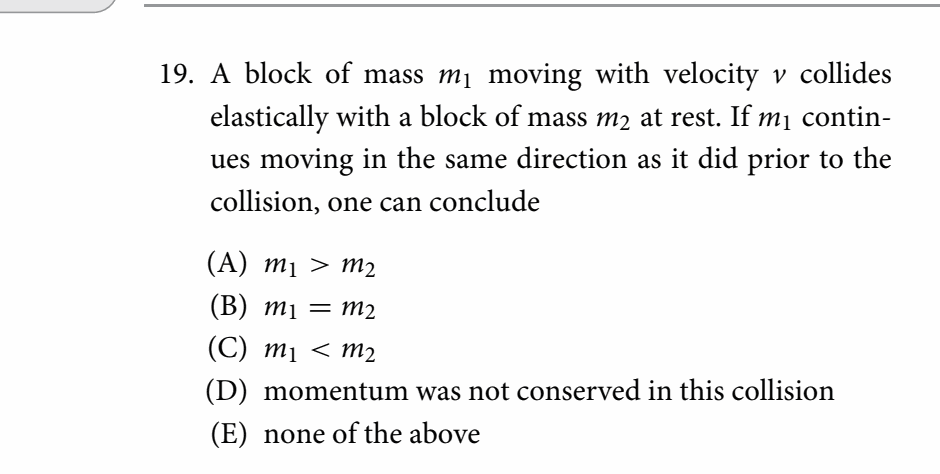 19. A block of mass m₁ moving with velocity v collides
elastically with a block of mass m₂ at rest. If m₁ contin-
ues moving in the same direction as it did prior to the
collision, one can conclude
(A) m₁ > m₂
(B) m₁ = m₂
(C) m₁ < m₂
(D) momentum was not conserved in this collision
(E) none of the above